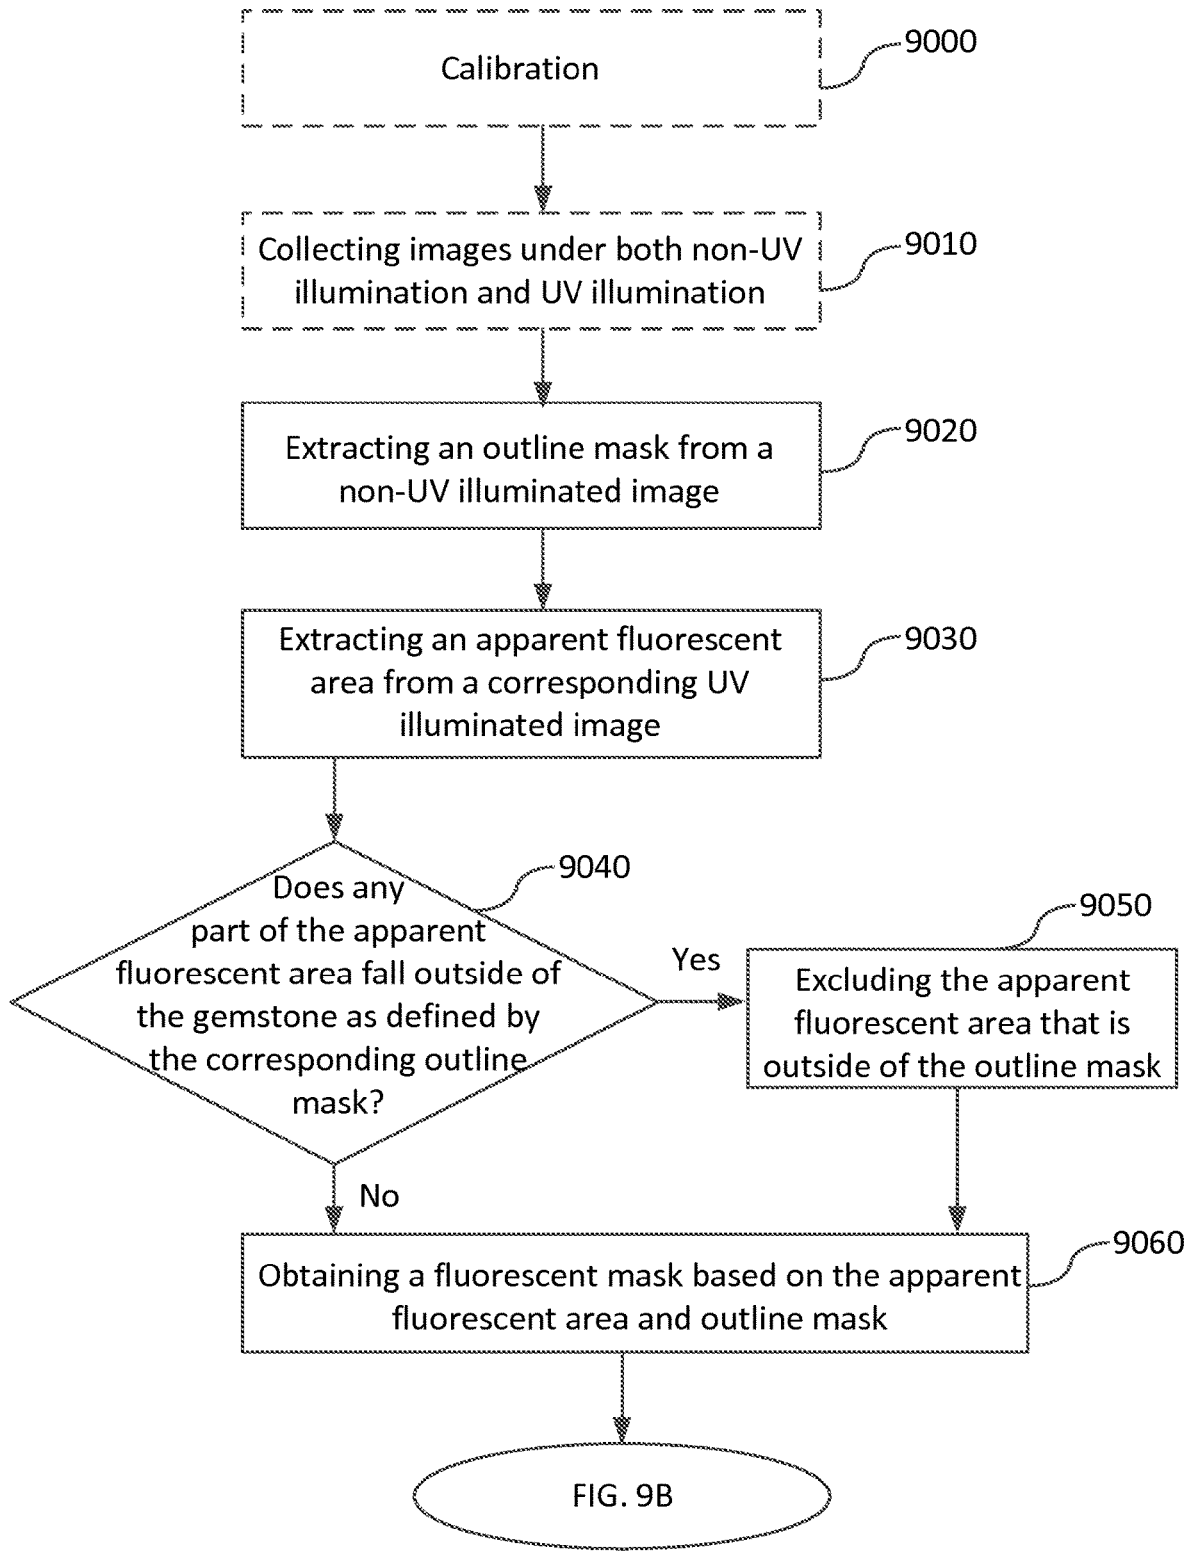 Calibration
9000
Collecting images under both non-UV
illumination and UV illumination
9010
Extracting an outline mask from a
non-UV illuminated image
9020
Extracting an apparent fluorescent
area from a corresponding UV
illuminated image
9030
Does any
part of the apparent
fluorescent area fall outside of
the gemstone as defined by
the corresponding outline
mask?
9040
Yes
Excluding the apparent
fluorescent area that is
outside of the outline mask
9050
No
Obtaining a fluorescent mask based on the apparent
fluorescent area and outline mask
9060
FIG. 9B